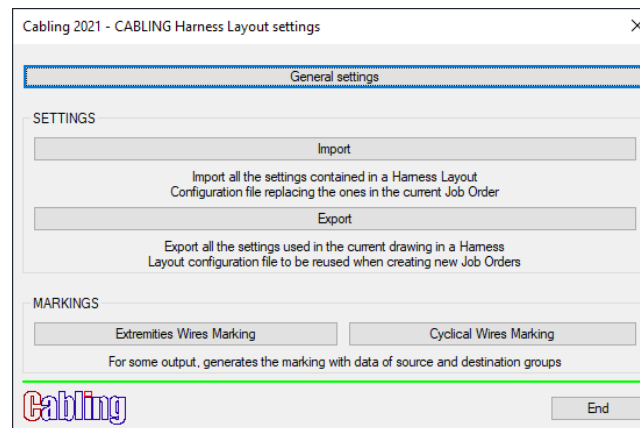 Cabling 2021 - CABLING Harness Layout settings
General settings
SETTINGS
Import
Import all the settings contained in a Harness Layout
Configuration file replacing the ones in the current Job Order
Export
Export all the settings used in the current drawing in a Harness
Layout configuration file to be reused when creating new Job Orders
MARKINGS
Extremities Wires Marking
Cyclical Wires Marking
For some output, generates the marking with data of source and destination groups
Cabling
End